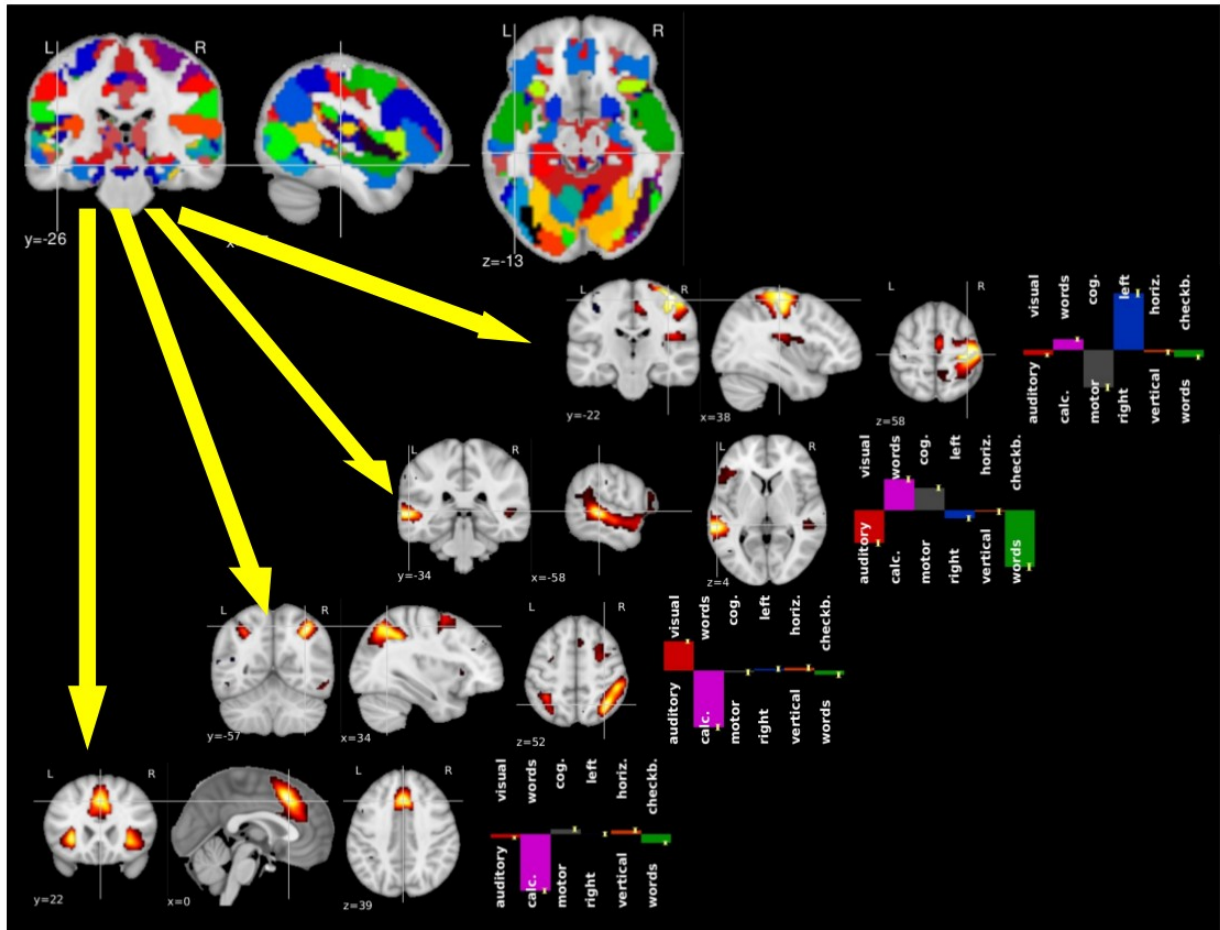 L R L R
y=-26 x z=-13
L R L R
y=-22 x=38 z=58
visual words cog. left horiz. checkb.
auditory calc. motor right vertical words
L R L R
y=-34 x=-58 z=4
visual words cog. left horiz. checkb.
auditory calc. motor right vertical words
L R L R
y=-57 x=34 z=52
visual words cog. left horiz. checkb.
auditory calc. motor right vertical words
L R L R
y=22 x=0 z=39
visual words cog. left horiz. checkb.
auditory calc. motor right vertical words